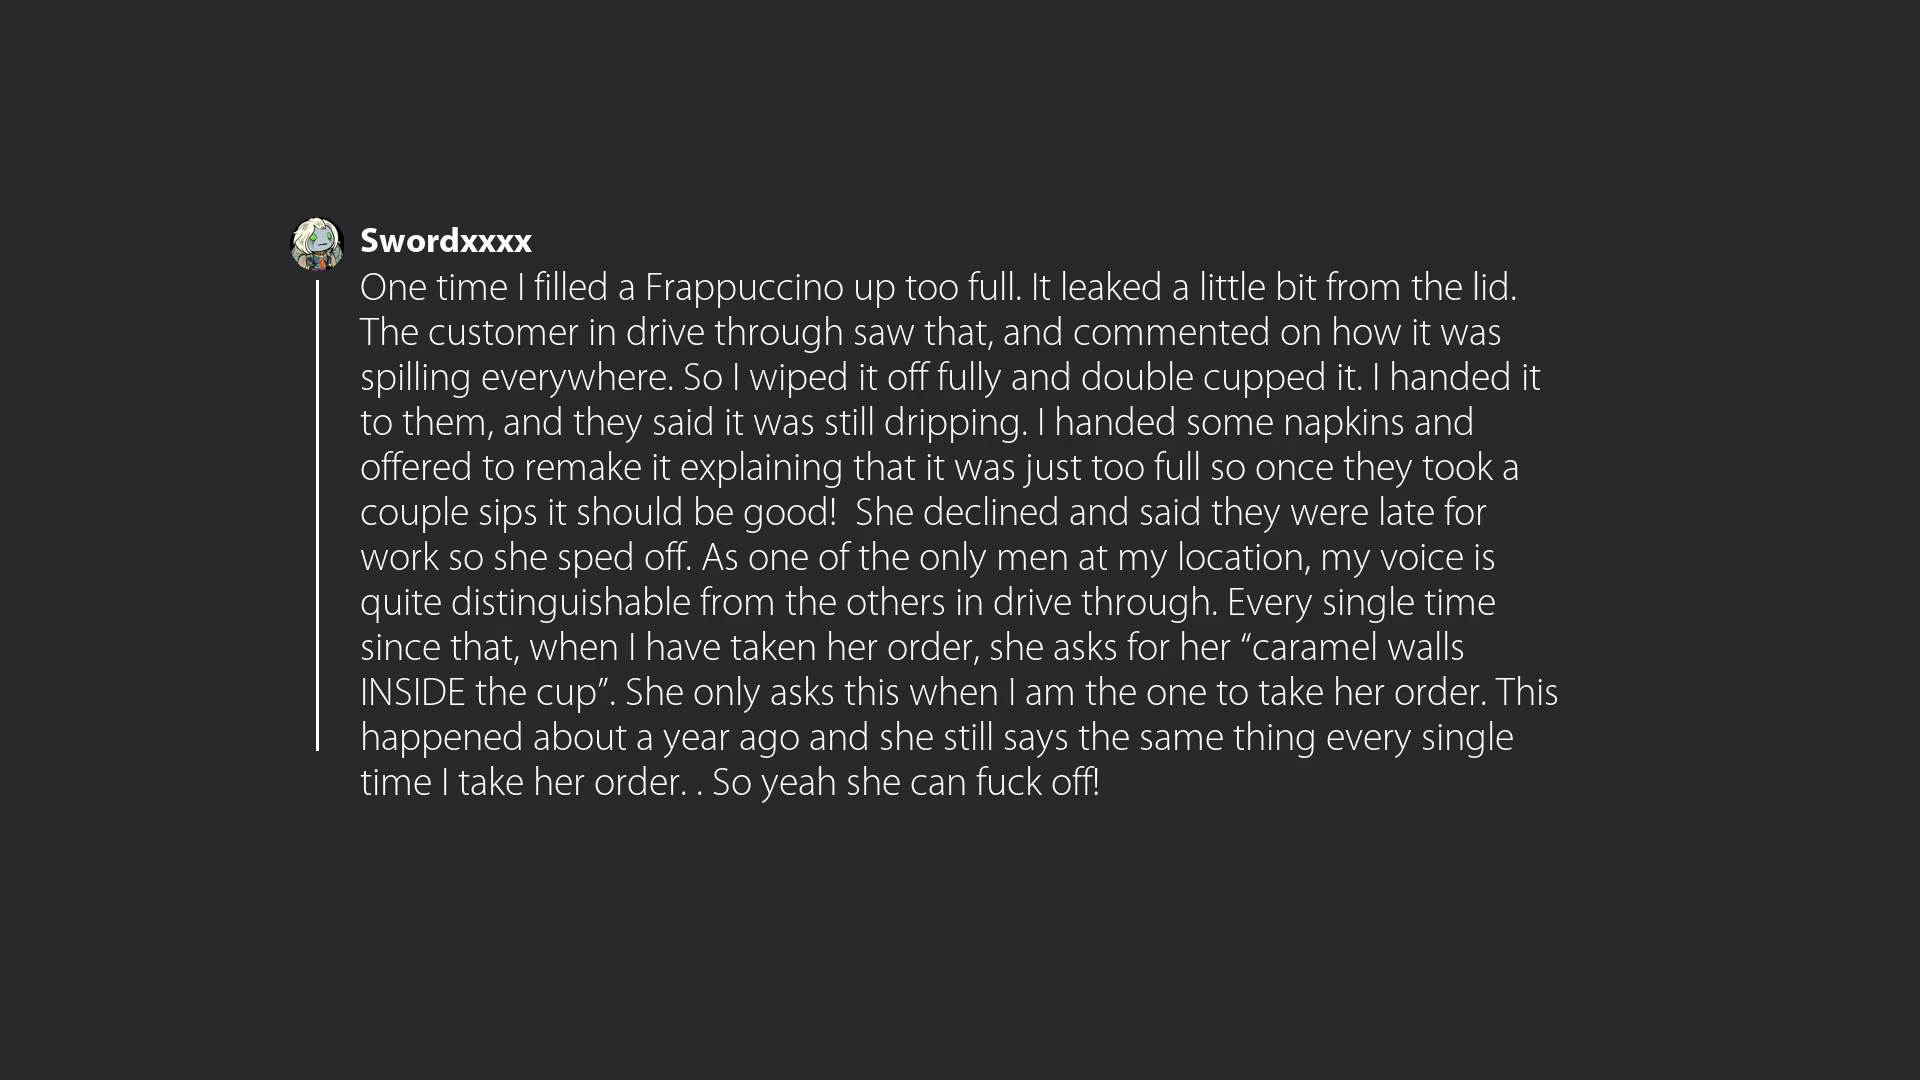 Swordxxxx
One time I filled a Frappuccino up too full. It leaked a little bit from the lid.
The customer in drive through saw that, and commented on how it was
spilling everywhere. So I wiped it off fully and double cupped it. I handed it
to them, and they said it was still dripping. I handed some napkins and
offered to remake it explaining that it was just too full so once they took a
couple sips it should be good!  She declined and said they were late for
work so she sped off. As one of the only men at my location, my voice is
quite distinguishable from the others in drive through. Every single time
since that, when I have taken her order, she asks for her “caramel walls
INSIDE the cup”. She only asks this when I am the one to take her order. This
happened about a year ago and she still says the same thing every single
time I take her order. . So yeah she can fuck off!